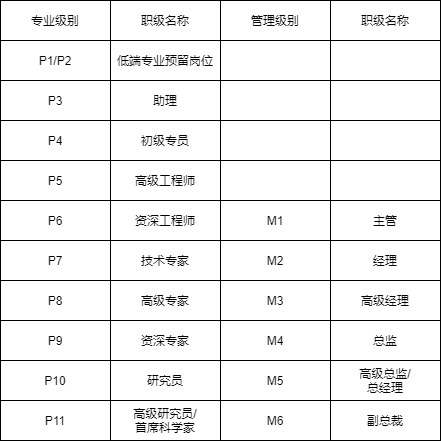 专业级别 职级名称 管理级别 职级名称
P1/P2 低端专业预留岗位
P3 助理
P4 初级专员
P5 高级工程师
P6 资深工程师 M1 主管
P7 技术专家 M2 经理
P8 高级专家 M3 高级经理
P9 资深专家 M4 总监
P10 研究员 M5 高级总监/
总经理
P11 高级研究员/
首席科学家 M6 副总裁